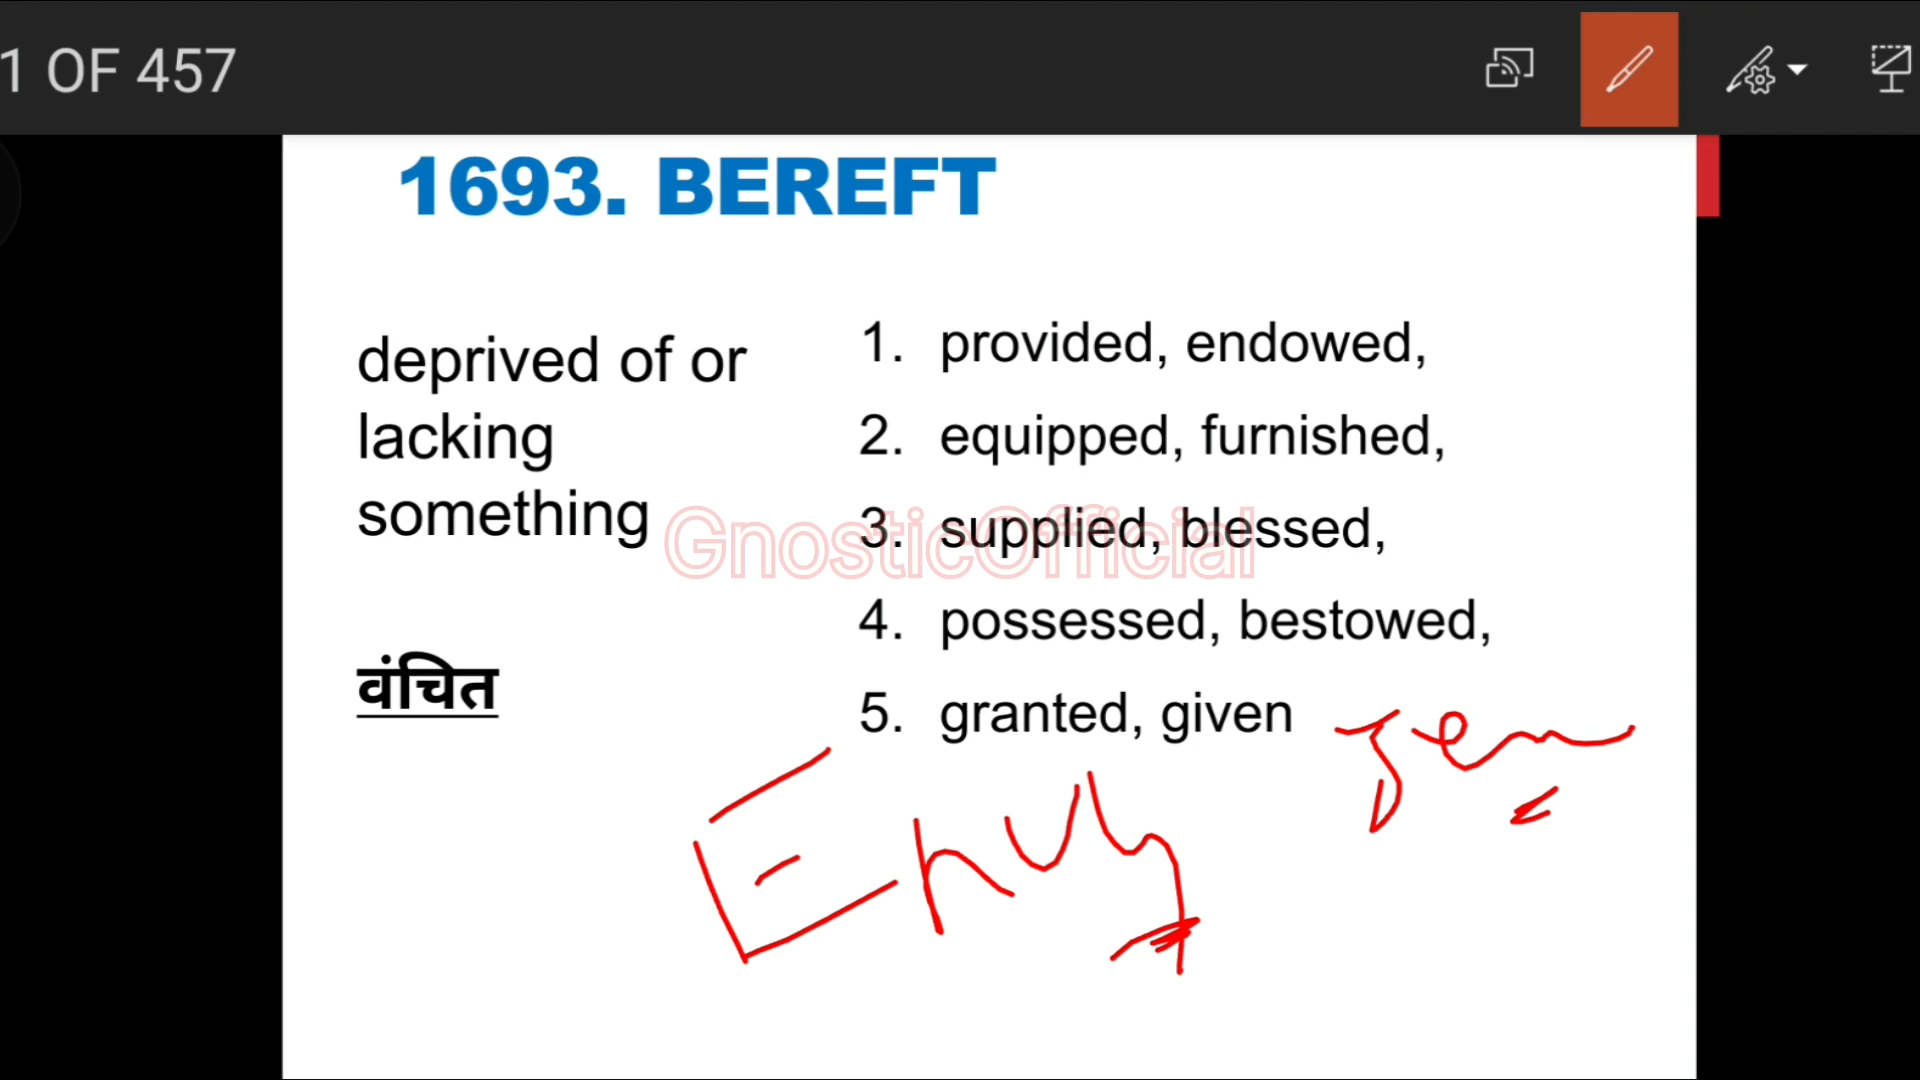 1 OF 457
1693. BEREFT
deprived of or
lacking
something
वंचित
1. provided, endowed,
2. equipped, furnished,
3. supplied, blessed,
4. possessed, bestowed,
5. granted, given
GnosticOfficial